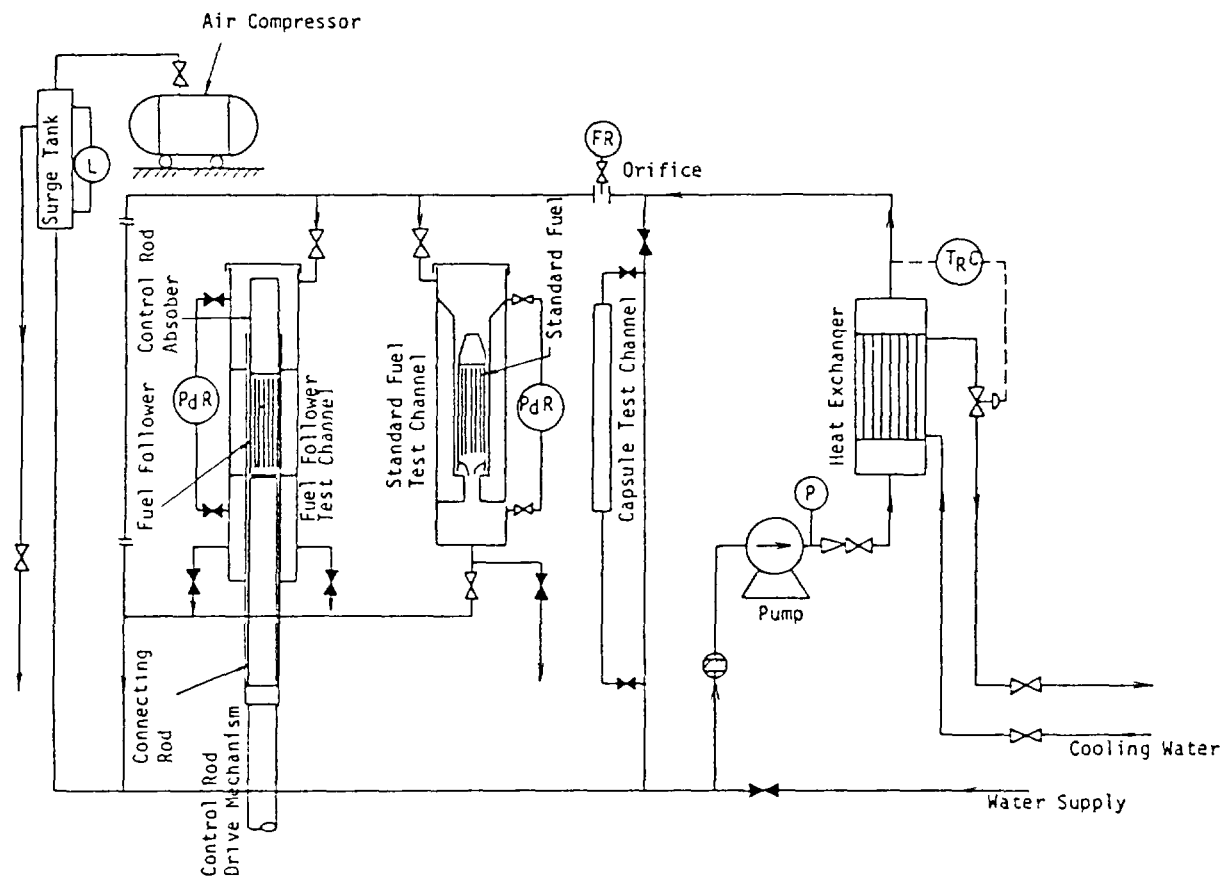 Air Compressor
Surge Tank
L
FR
Orifice
Control Rod
Absorber
Fuel Follower
PdR
Fuel Follower
Test Channel
Standard Fuel
Test Channel
Standard Fuel
PdR
Capsule Test Channel
TRC
Heat Exchanger
P
Pump
Connecting
Rod
Control Rod
Drive Mechanism
Cooling Water
Water Supply